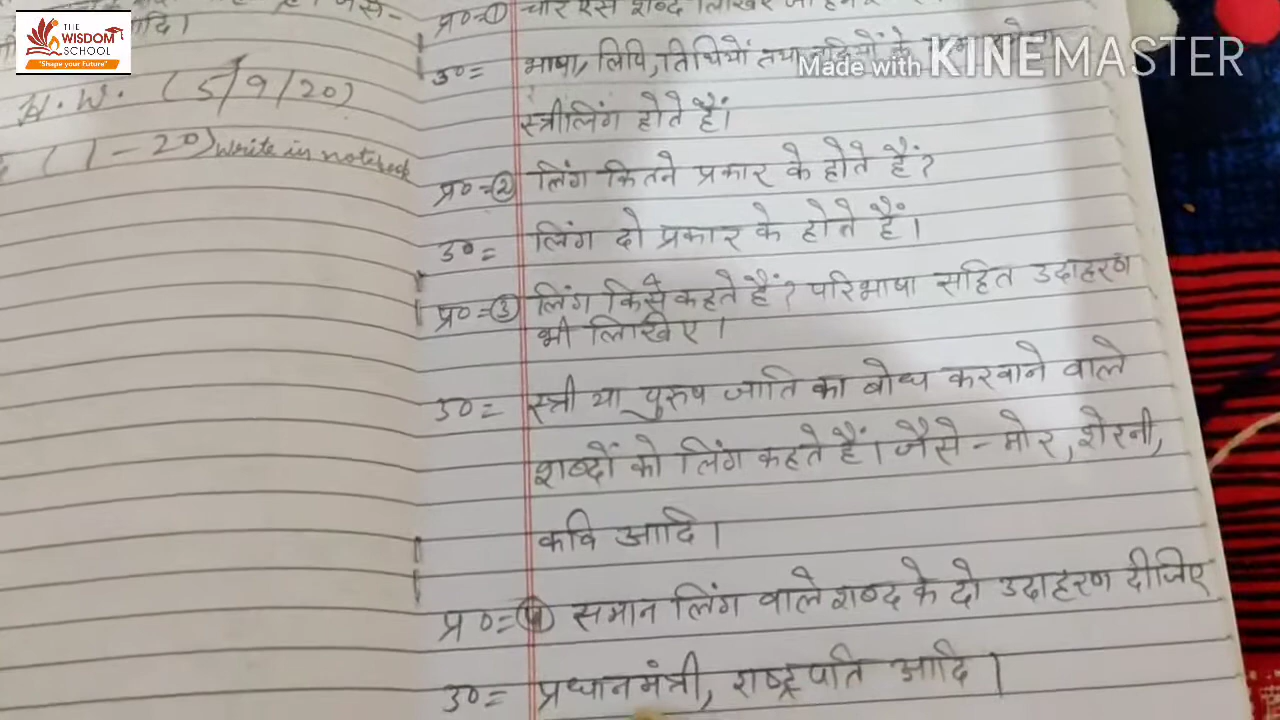 THE
WISDOM
SCHOOL
"Shape your Future"
Made with KINEMASTER
आदि।
H.W. (5/9/20)
(1-20) write in notebook
प्र०=① चार ऐसे शब्द
उ०= भाषा, लिपि, तिथियों तथा
स्त्रीलिंग होते हैं।
प्र०=② लिंग कितने प्रकार के होते हैं?
उ०= लिंग दो प्रकार के होते हैं।
प्र०=③ लिंग किसे कहते हैं? परिभाषा सहित उदाहरण
भी लिखिए।
उ०= स्त्री या पुरुष जाति का बोध करवाने वाले
शब्दों को लिंग कहते हैं। जैसे - मोर, शेरनी,
कवि आदि।
प्र०=④ समान लिंग वाले शब्द के दो उदाहरण दीजिए
उ०= प्रधानमंत्री, राष्ट्रपति आदि।